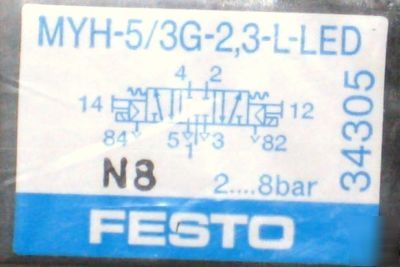 MYH-5/3G-2,3-L-LED
4 2
14 12
84 5 1 3 82
N8 2....8bar
34305
FESTO